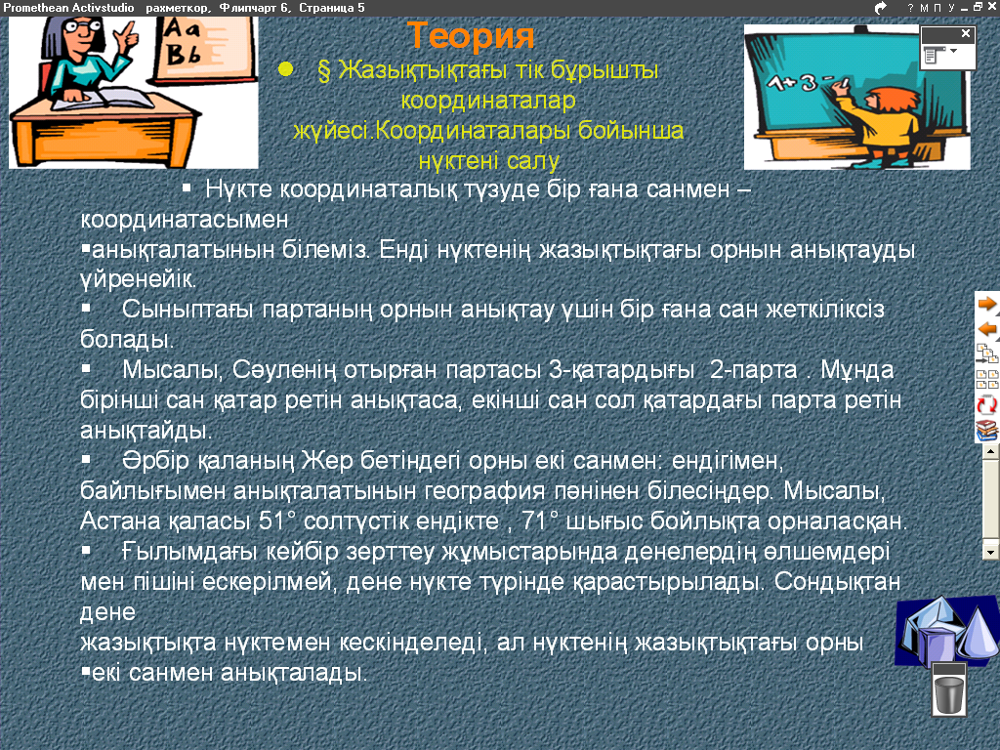 Promethean Activstudio рахметкор, Флипчарт 6, Страница 5
? М П У
Aa
Bb
1+3-
Теория
§ Жазықтықтағы тік бұрышты
координаталар
жүйесі.Координаталары бойынша
нүктені салу
▪ Нүкте координаталық түзуде бір ғана санмен –
координатасымен
▪анықталатынын білеміз. Енді нүктенің жазықтықтағы орнын анықтауды
үйренейік.
▪ Сыныптағы партаның орнын анықтау үшін бір ғана сан жеткіліксіз
болады.
▪ Мысалы, Сәуленің отырған партасы 3-қатардығы 2-парта . Мұнда
бірінші сан қатар ретін анықтаса, екінші сан сол қатардағы парта ретін
анықтайды.
▪ Әрбір қаланың Жер бетіндегі орны екі санмен: ендігімен,
байлығымен анықталатынын география пәнінен білесіңдер. Мысалы,
Астана қаласы 51° солтүстік ендікте , 71° шығыс бойлықта орналасқан.
▪ Ғылымдағы кейбір зерттеу жұмыстарында денелердің өлшемдері
мен пішіні ескерілмей, дене нүкте түрінде қарастырылады. Сондықтан
дене
жазықтықта нүктемен кескінделеді, ал нүктенің жазықтықтағы орны
▪екі санмен анықталады.